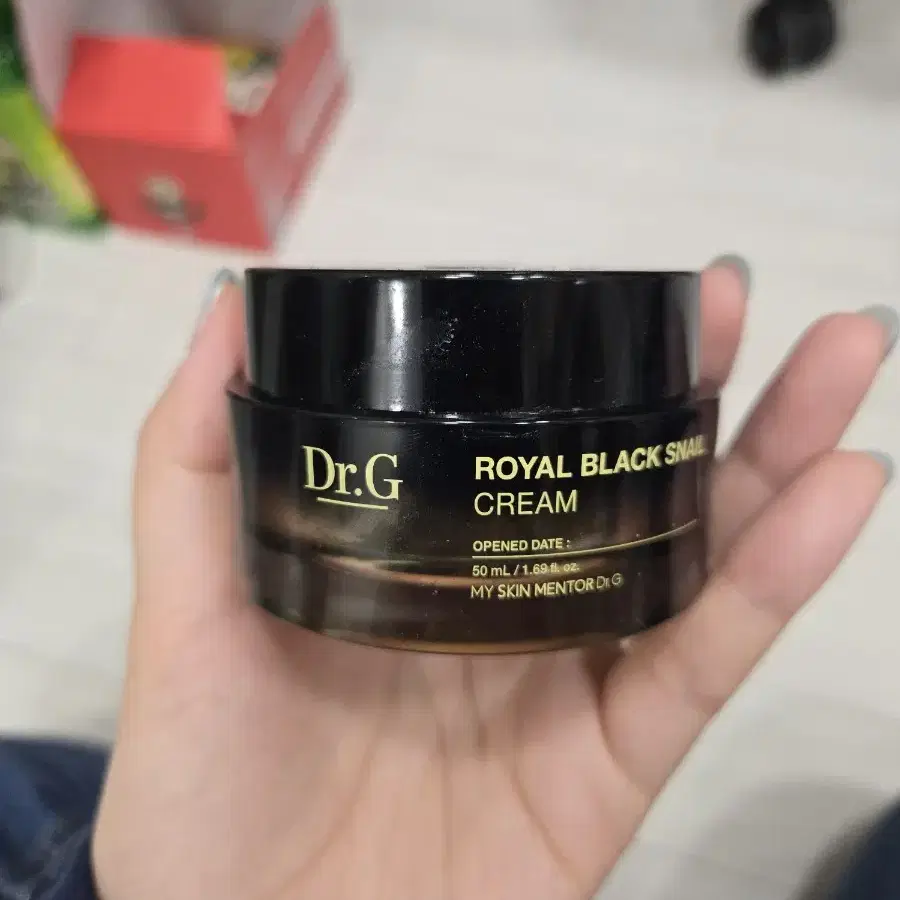 Dr.G
ROYAL BLACK SNAIL
CREAM
OPENED DATE :
50 mL / 1.69 fl. oz.
MY SKIN MENTOR Dr.G